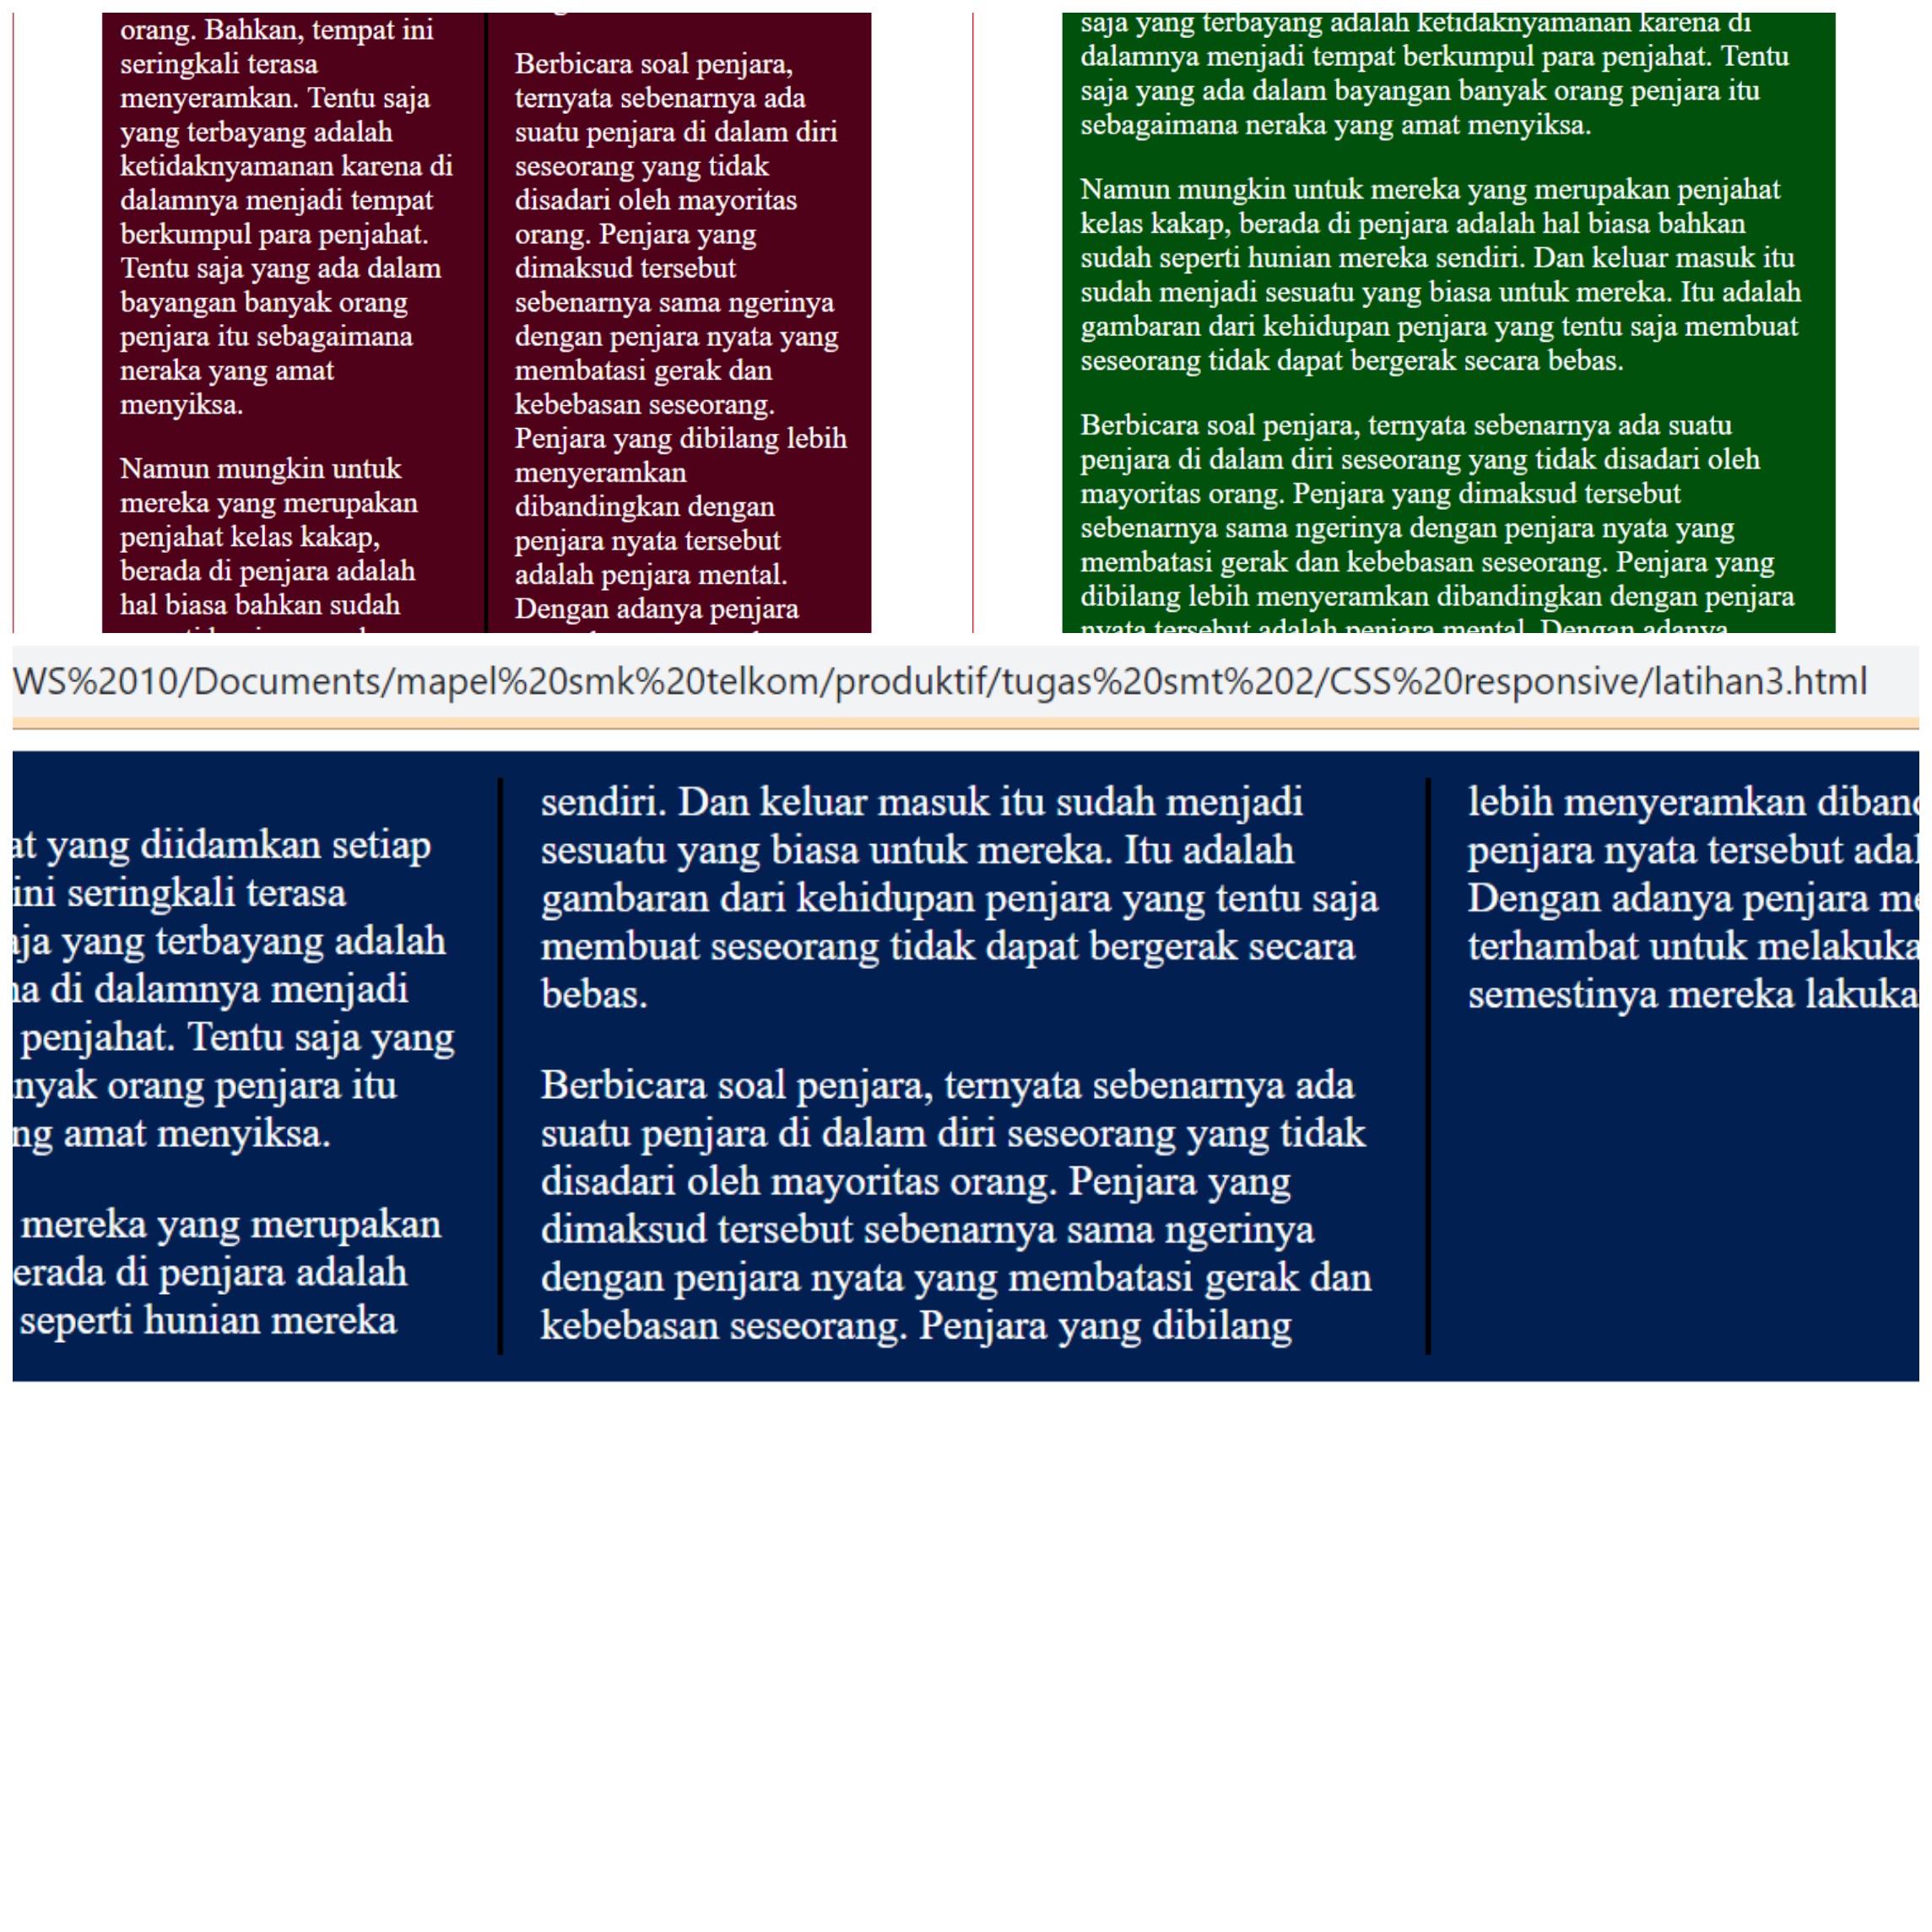 orang. Bahkan, tempat ini
seringkali terasa
menyeramkan. Tentu saja
yang terbayang adalah
ketidaknyamanan karena di
dalamnya menjadi tempat
berkumpul para penjahat.
Tentu saja yang ada dalam
bayangan banyak orang
penjara itu sebagaimana
neraka yang amat
menyiksa.
Namun mungkin untuk
mereka yang merupakan
penjahat kelas kakap,
berada di penjara adalah
hal biasa bahkan sudah
Berbicara soal penjara,
ternyata sebenarnya ada
suatu penjara di dalam diri
seseorang yang tidak
disadari oleh mayoritas
orang. Penjara yang
dimaksud tersebut
sebenarnya sama ngerinya
dengan penjara nyata yang
membatasi gerak dan
kebebasan seseorang.
Penjara yang dibilang lebih
menyeramkan
dibandingkan dengan
penjara nyata tersebut
adalah penjara mental.
Dengan adanya penjara
saja yang terbayang adalah ketidaknyamanan karena di
dalamnya menjadi tempat berkumpul para penjahat. Tentu
saja yang ada dalam bayangan banyak orang penjara itu
sebagaimana neraka yang amat menyiksa.
Namun mungkin untuk mereka yang merupakan penjahat
kelas kakap, berada di penjara adalah hal biasa bahkan
sudah seperti hunian mereka sendiri. Dan keluar masuk itu
sudah menjadi sesuatu yang biasa untuk mereka. Itu adalah
gambaran dari kehidupan penjara yang tentu saja membuat
seseorang tidak dapat bergerak secara bebas.
Berbicara soal penjara, ternyata sebenarnya ada suatu
penjara di dalam diri seseorang yang tidak disadari oleh
mayoritas orang. Penjara yang dimaksud tersebut
sebenarnya sama ngerinya dengan penjara nyata yang
membatasi gerak dan kebebasan seseorang. Penjara yang
dibilang lebih menyeramkan dibandingkan dengan penjara
nyata tersebut adalah penjara mental. Dengan adanya
WS%2010/Documents/mapel%20smk%20telkom/produktif/tugas%20smt%202/CSS%20responsive/latihan3.html
at yang diidamkan setiap
ini seringkali terasa
aja yang terbayang adalah
na di dalamnya menjadi
penjahat. Tentu saja yang
nyak orang penjara itu
ng amat menyiksa.
mereka yang merupakan
erada di penjara adalah
seperti hunian mereka
sendiri. Dan keluar masuk itu sudah menjadi
sesuatu yang biasa untuk mereka. Itu adalah
gambaran dari kehidupan penjara yang tentu saja
membuat seseorang tidak dapat bergerak secara
bebas.
Berbicara soal penjara, ternyata sebenarnya ada
suatu penjara di dalam diri seseorang yang tidak
disadari oleh mayoritas orang. Penjara yang
dimaksud tersebut sebenarnya sama ngerinya
dengan penjara nyata yang membatasi gerak dan
kebebasan seseorang. Penjara yang dibilang
lebih menyeramkan diban
penjara nyata tersebut adal
Dengan adanya penjara me
terhambat untuk melakuka
semestinya mereka lakuka